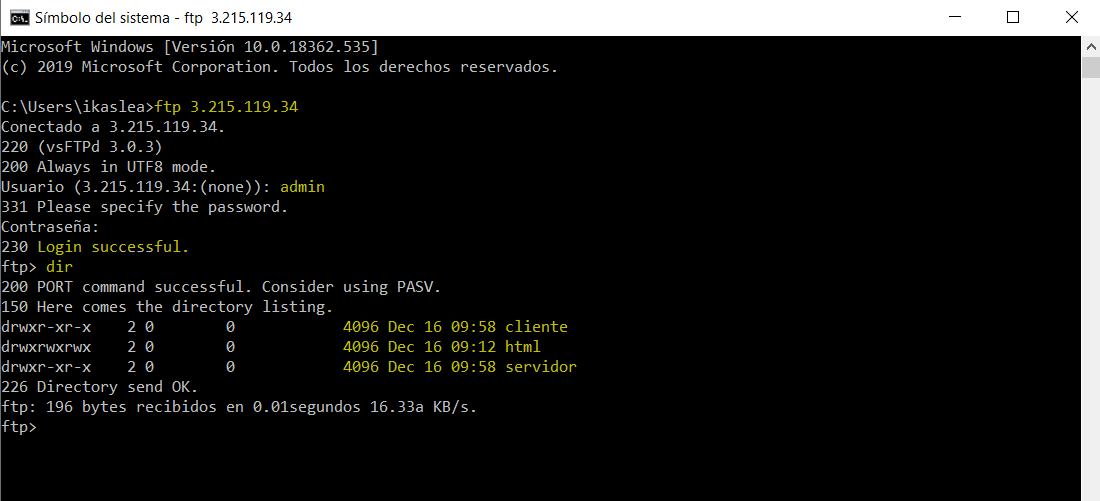 Símbolo del sistema - ftp 3.215.119.34
Microsoft Windows [Versión 10.0.18362.535]
(c) 2019 Microsoft Corporation. Todos los derechos reservados.
C:\Users\ikaslea>ftp 3.215.119.34
Conectado a 3.215.119.34.
220 (vsFTPd 3.0.3)
200 Always in UTF8 mode.
Usuario (3.215.119.34:(none)): admin
331 Please specify the password.
Contraseña:
230 Login successful.
ftp> dir
200 PORT command successful. Consider using PASV.
150 Here comes the directory listing.
drwxr-xr-x    2 0        0            4096 Dec 16 09:58 cliente
drwxrwxrwx    2 0        0            4096 Dec 16 09:12 html
drwxr-xr-x    2 0        0            4096 Dec 16 09:58 servidor
226 Directory send OK.
ftp: 196 bytes recibidos en 0.01segundos 16.33a KB/s.
ftp>